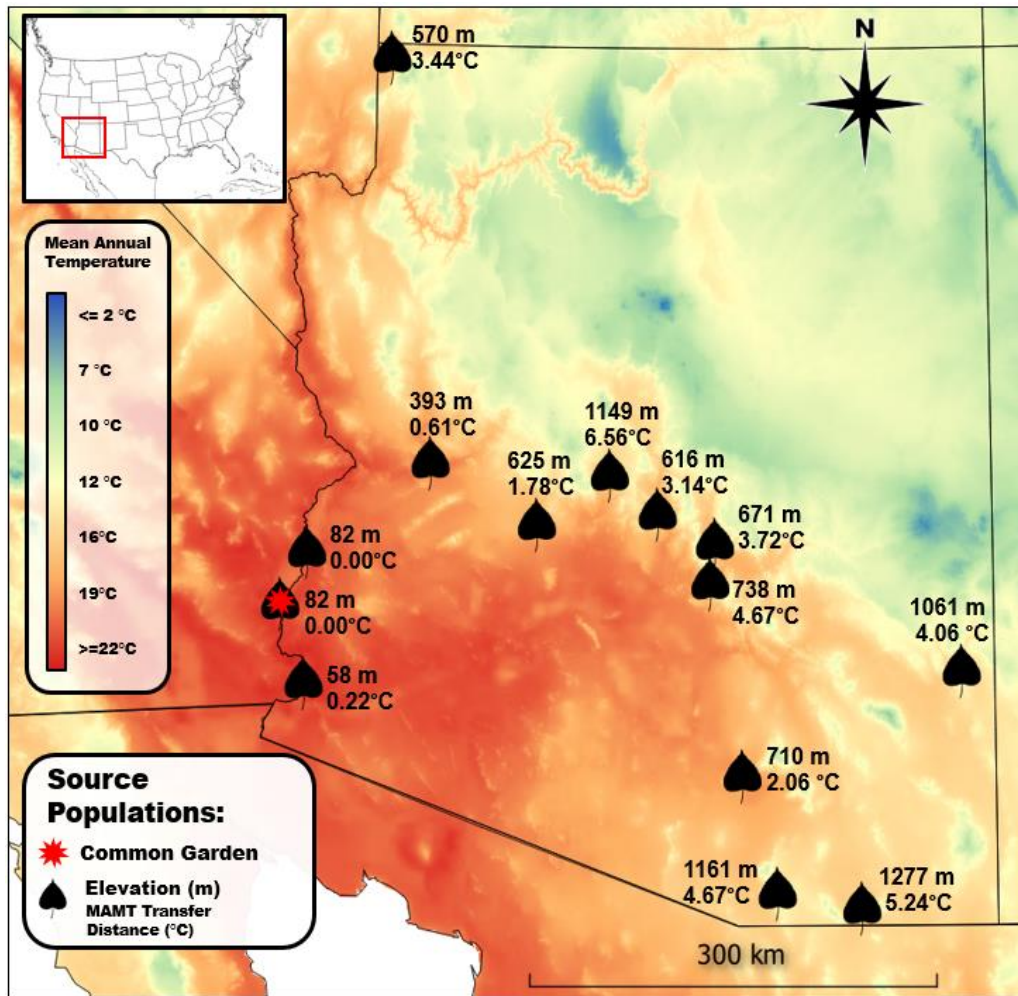 570 m
3.44°C
N
Mean Annual
Temperature
<= 2 °C
7 °C
10 °C
12 °C
16°C
19°C
>=22°C
393 m
0.61°C
1149 m
6.56°C
625 m
1.78°C
616 m
3.14°C
671 m
3.72°C
82 m
0.00°C
738 m
4.67°C
82 m
0.00°C
1061 m
4.06 °C
58 m
0.22°C
710 m
2.06 °C
Source
Populations:
Common Garden
Elevation (m)
MAMT Transfer
Distance (°C)
1161 m
4.67°C
1277 m
5.24°C
300 km